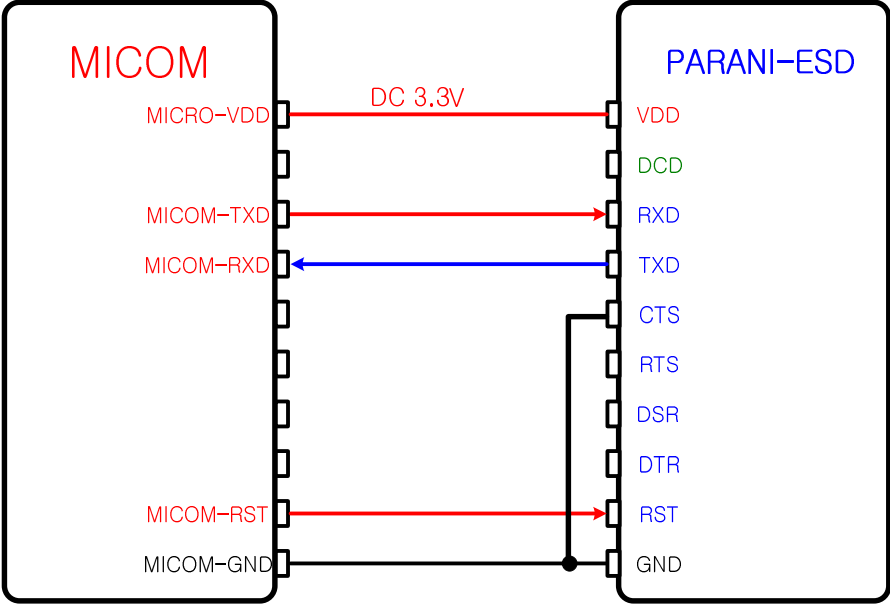 MICOM
PARANI-ESD
DC 3.3V
MICRO-VDD
VDD
DCD
MICOM-TXD
RXD
MICOM-RXD
TXD
CTS
RTS
DSR
DTR
MICOM-RST
RST
MICOM-GND
GND